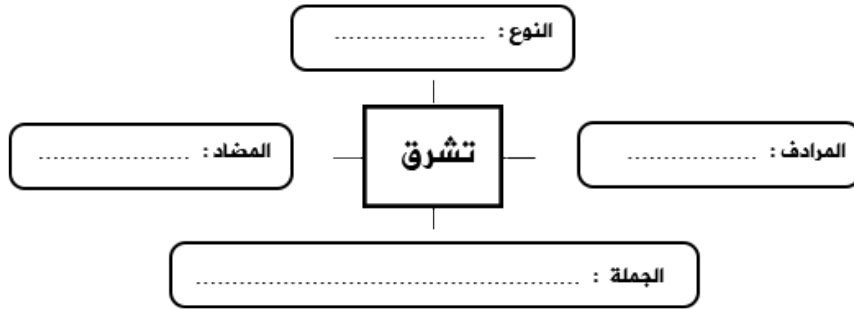 النوع : ....................
المرادف : .................
تشرق
المضاد : ....................
الجملة : ..................................................